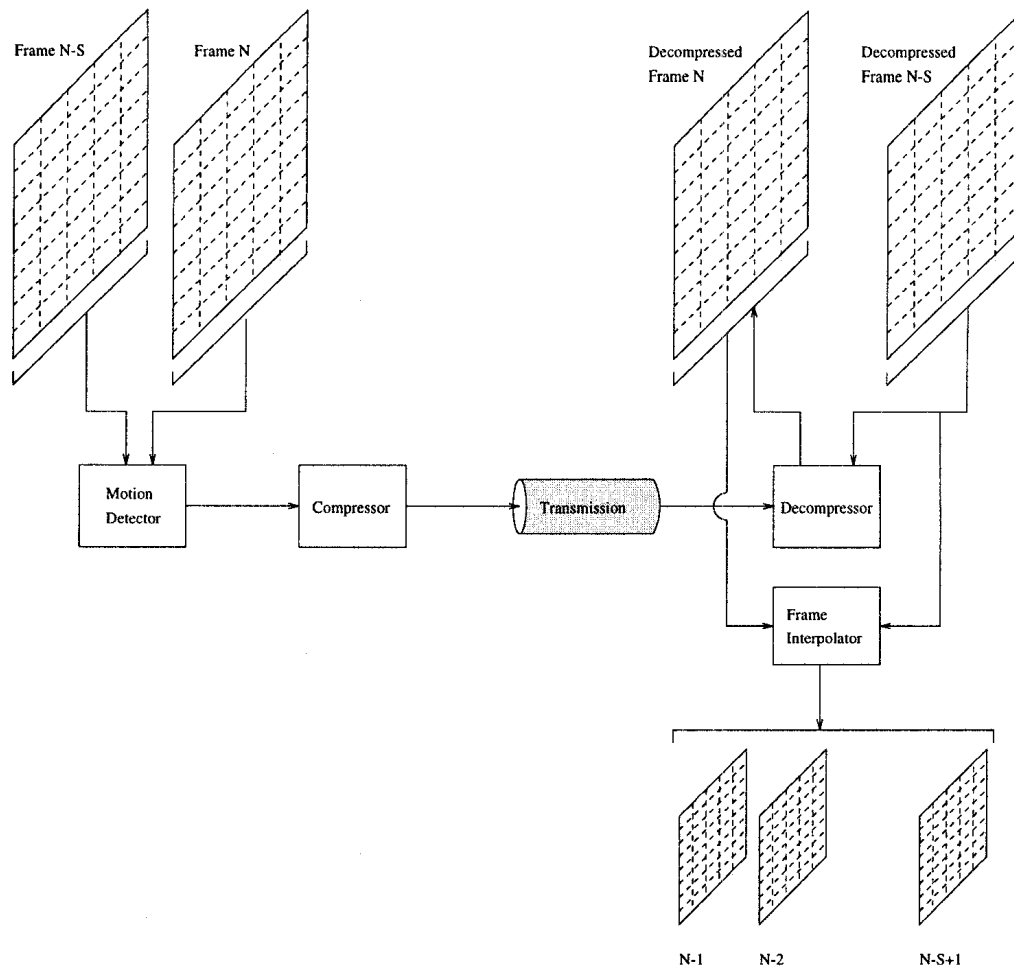 Frame N-S
Frame N
Decompressed
Frame N
Decompressed
Frame N-S
Motion
Detector
Compressor
Transmission
Decompressor
Frame
Interpolator
N-1
N-2
N-S+1